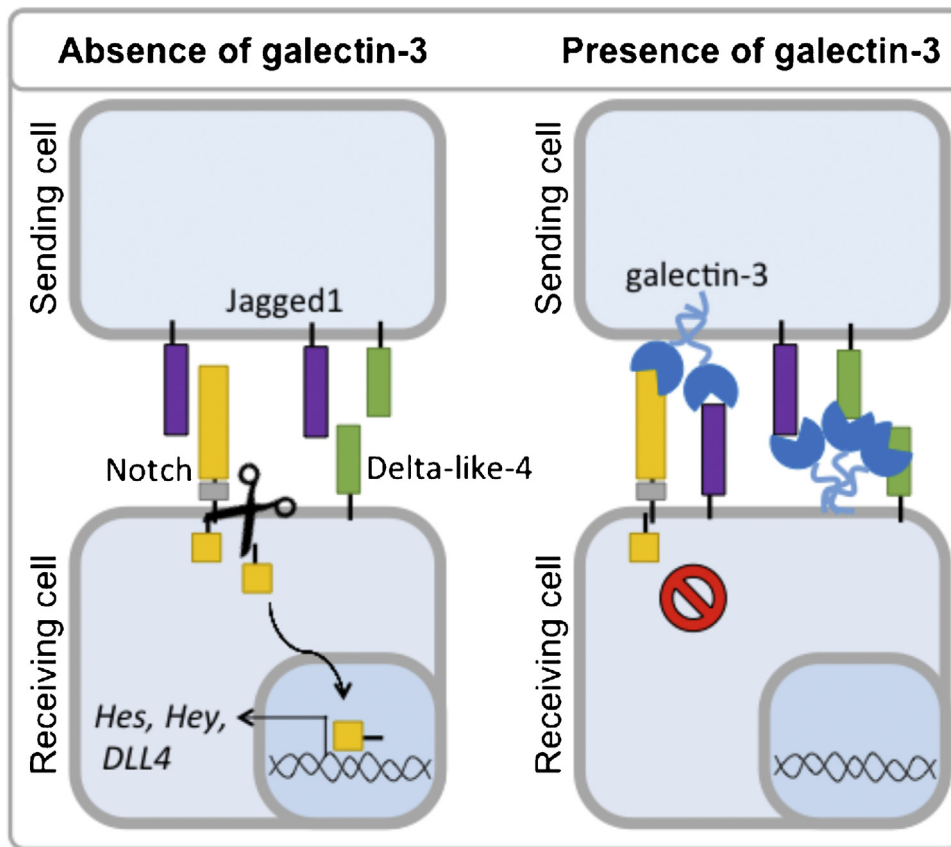 Absence of galectin-3
Presence of galectin-3
Sending cell
Jagged1
Notch
Delta-like-4
Receiving cell
Hes, Hey,
DLL4
Sending cell
galectin-3
Receiving cell